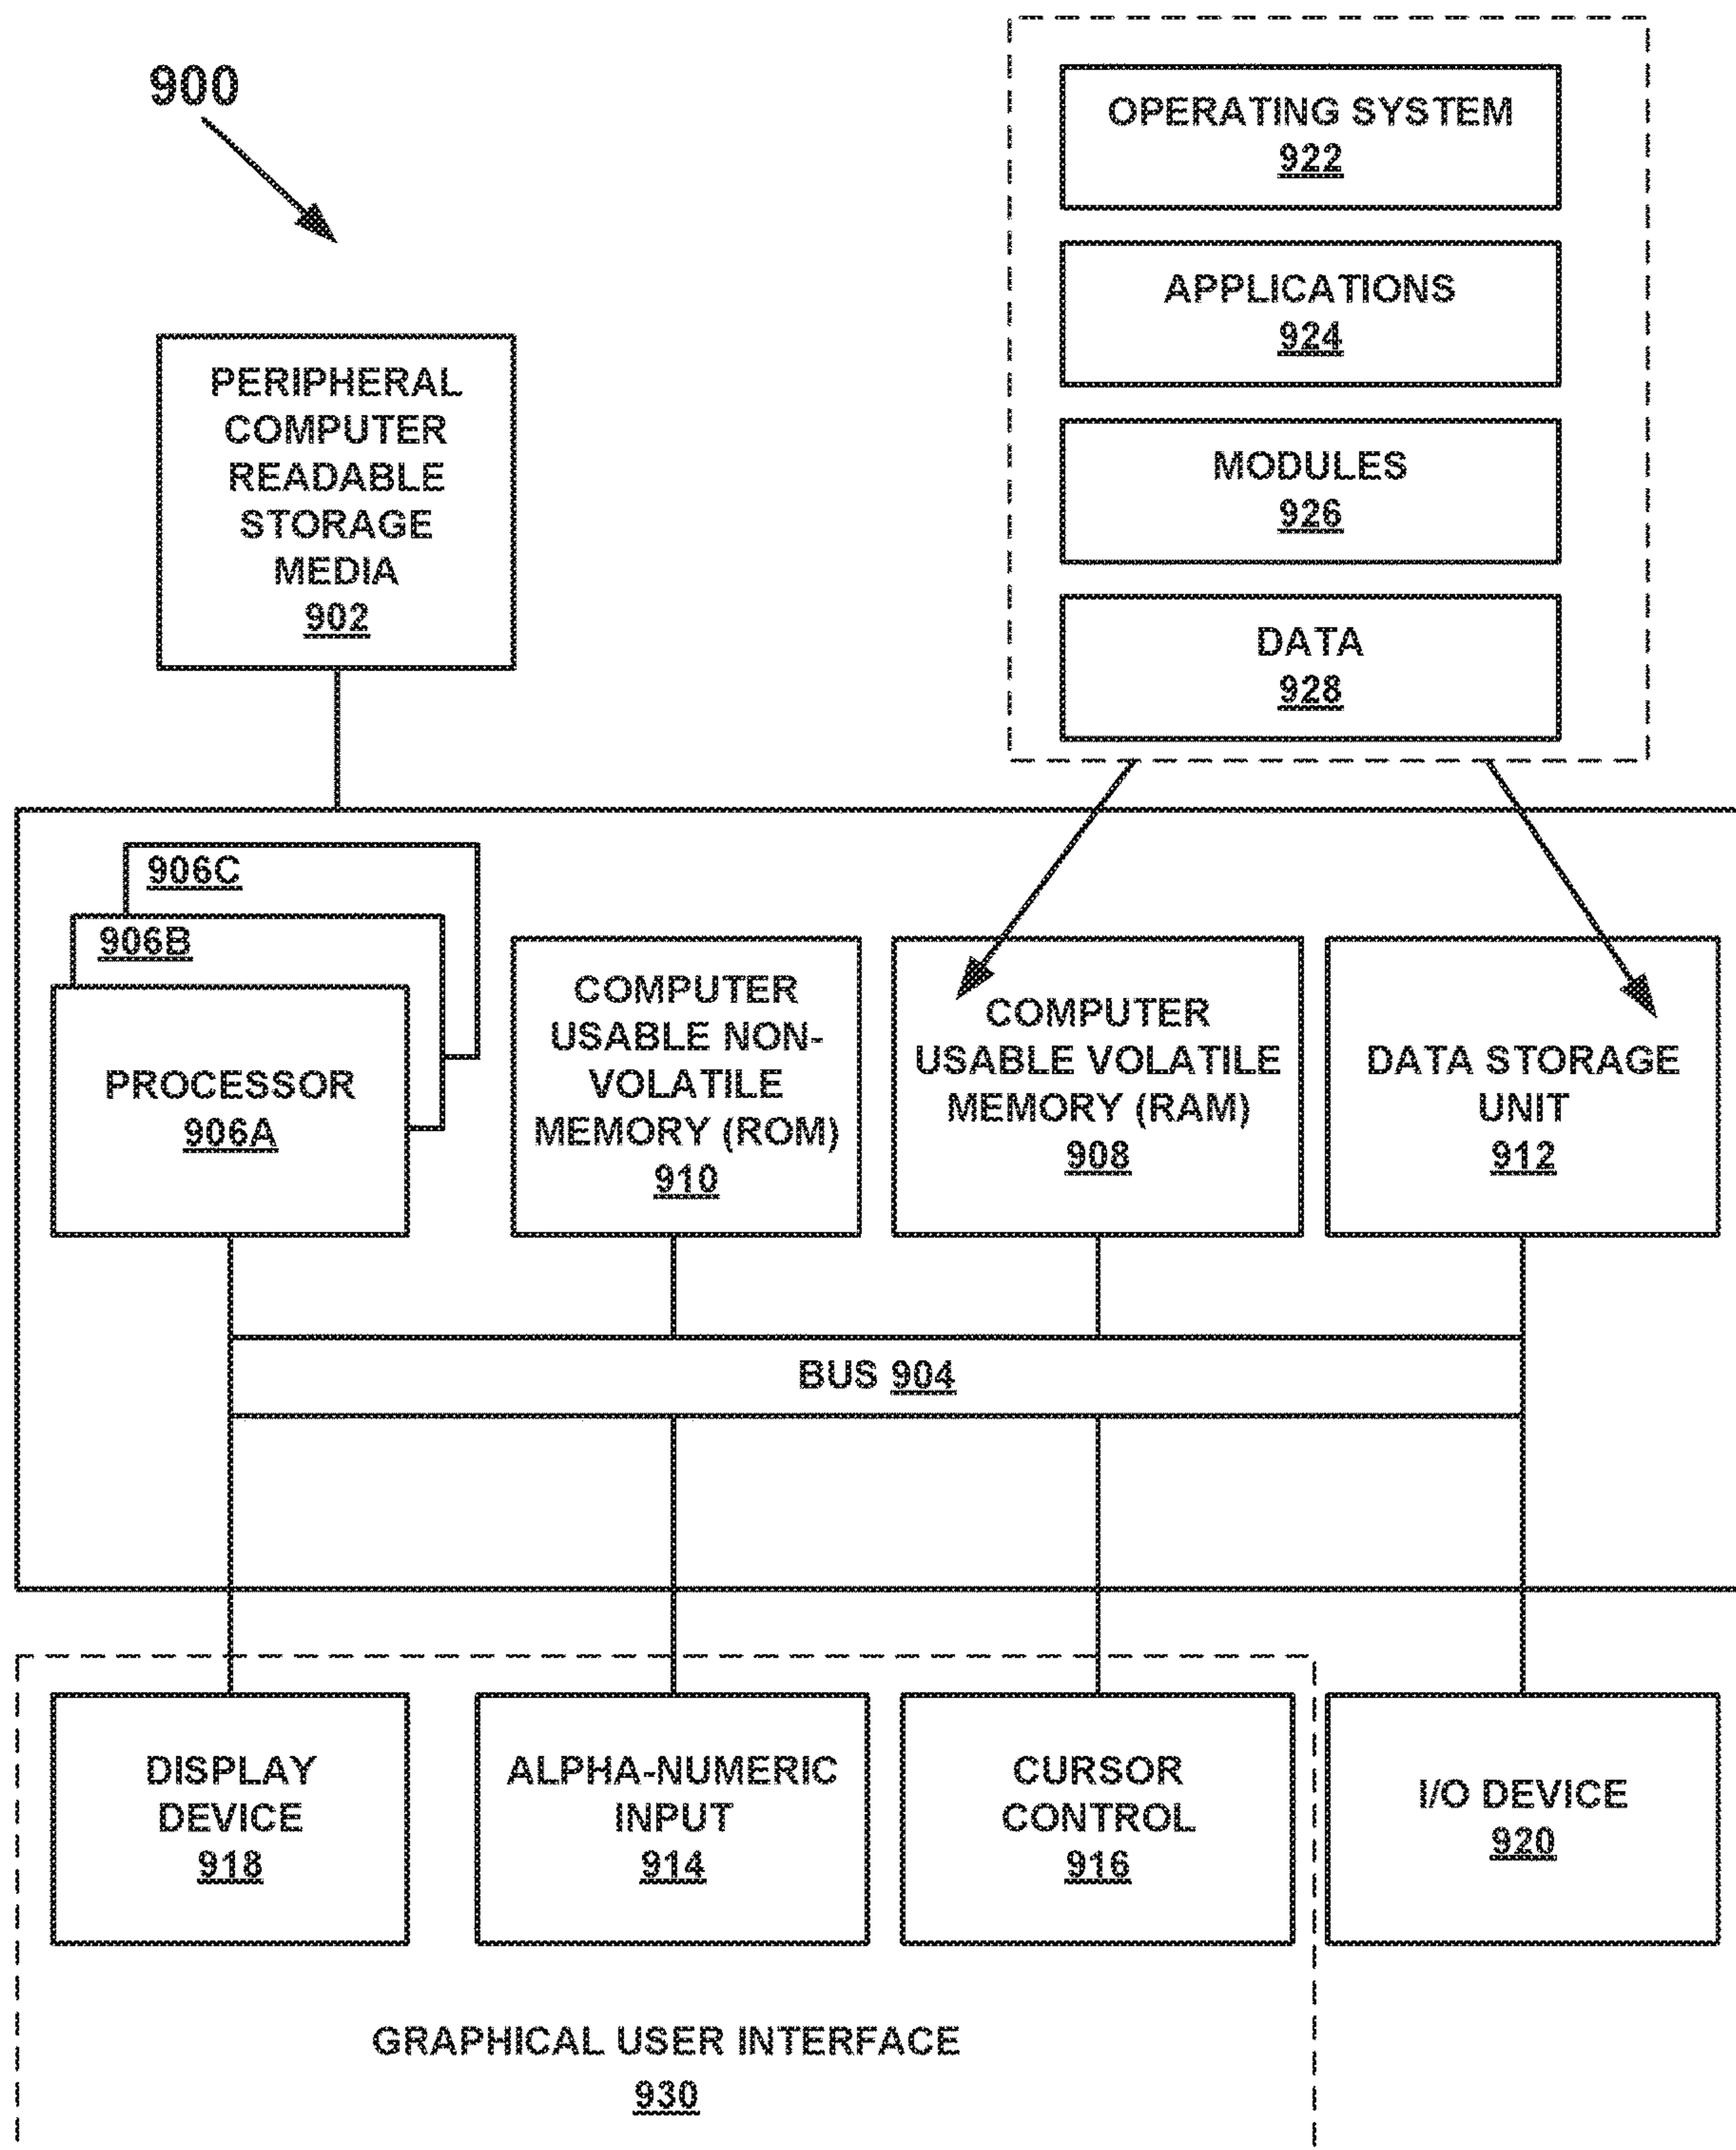 900
OPERATING SYSTEM
922
APPLICATIONS
924
MODULES
926
DATA
928
PERIPHERAL
COMPUTER
READABLE
STORAGE
MEDIA
902
906C
906B
PROCESSOR
906A
COMPUTER
USABLE NON-
VOLATILE
MEMORY (ROM)
910
COMPUTER
USABLE VOLATILE
MEMORY (RAM)
908
DATA STORAGE
UNIT
912
BUS 904
DISPLAY
DEVICE
918
ALPHA-NUMERIC
INPUT
914
CURSOR
CONTROL
916
I/O DEVICE
920
GRAPHICAL USER INTERFACE
930